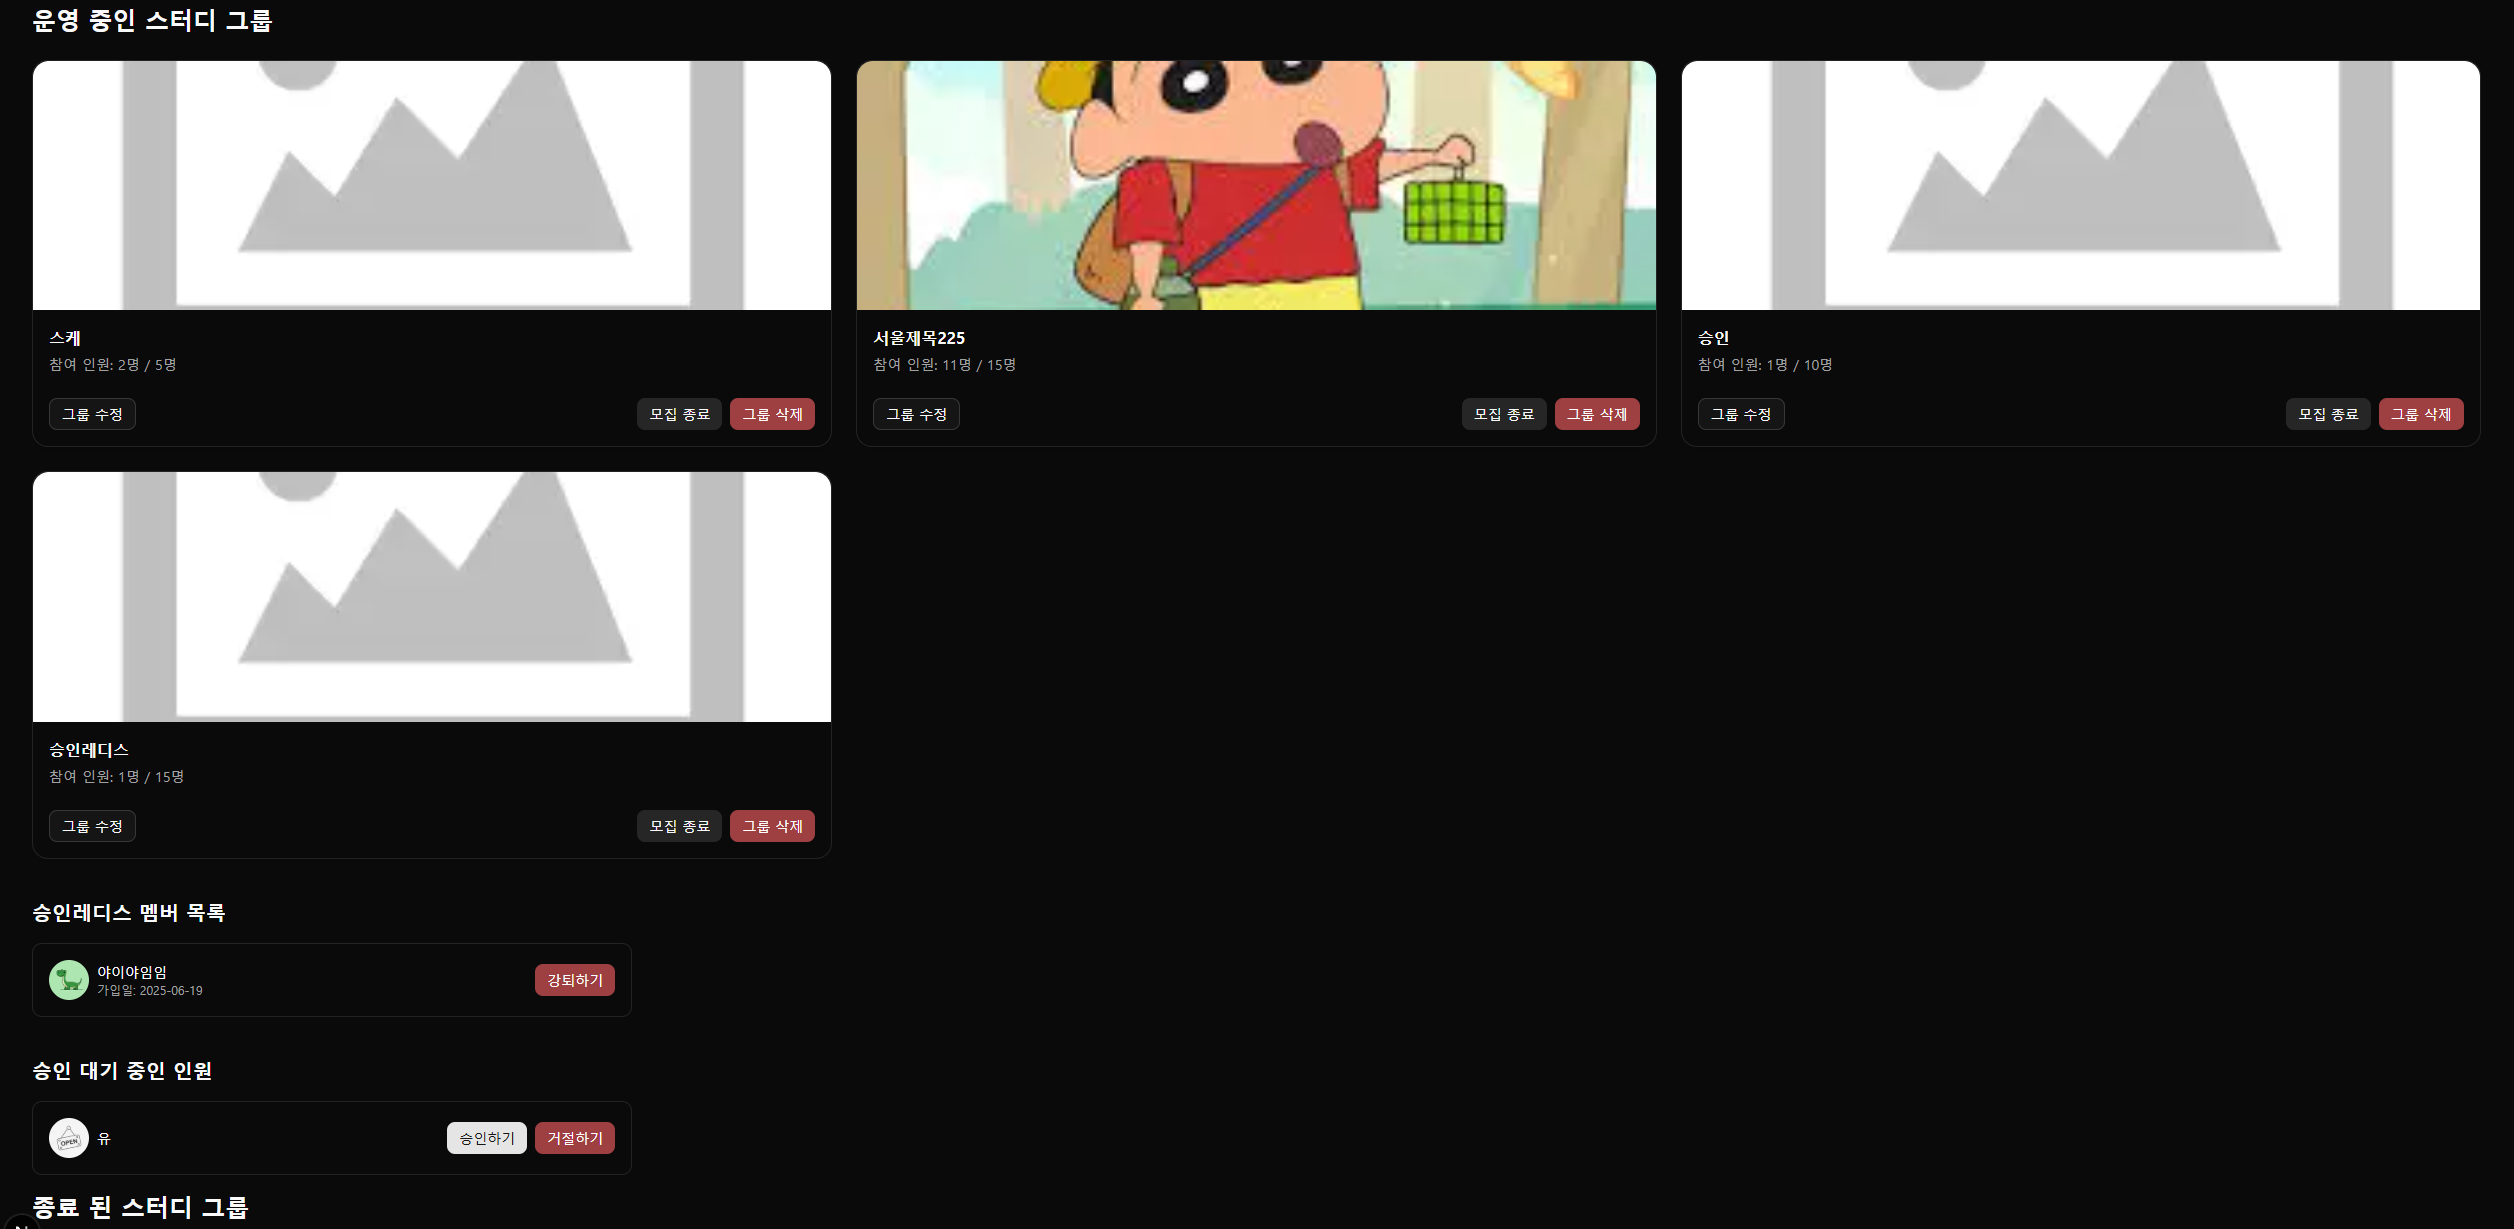 운영 중인 스터디 그룹
스케
참여 인원: 2명 / 5명
그룹 수정
모집 종료
그룹 삭제
서울제목225
참여 인원: 11명 / 15명
그룹 수정
모집 종료
그룹 삭제
승인
참여 인원: 1명 / 10명
그룹 수정
모집 종료
그룹 삭제
승인레디스
참여 인원: 1명 / 15명
그룹 수정
모집 종료
그룹 삭제
승인레디스 멤버 목록
야이야임임
가입일: 2025-06-19
강퇴하기
승인 대기 중인 인원
OPEN
유
승인하기
거절하기
종료 된 스터디 그룹